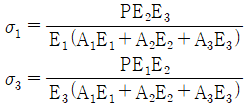 σ₁ = PE₂E₃ / E₁(A₁E₁+A₂E₂+A₃E₃)
σ₃ = PE₁E₂ / E₃(A₁E₁+A₂E₂+A₃E₃)